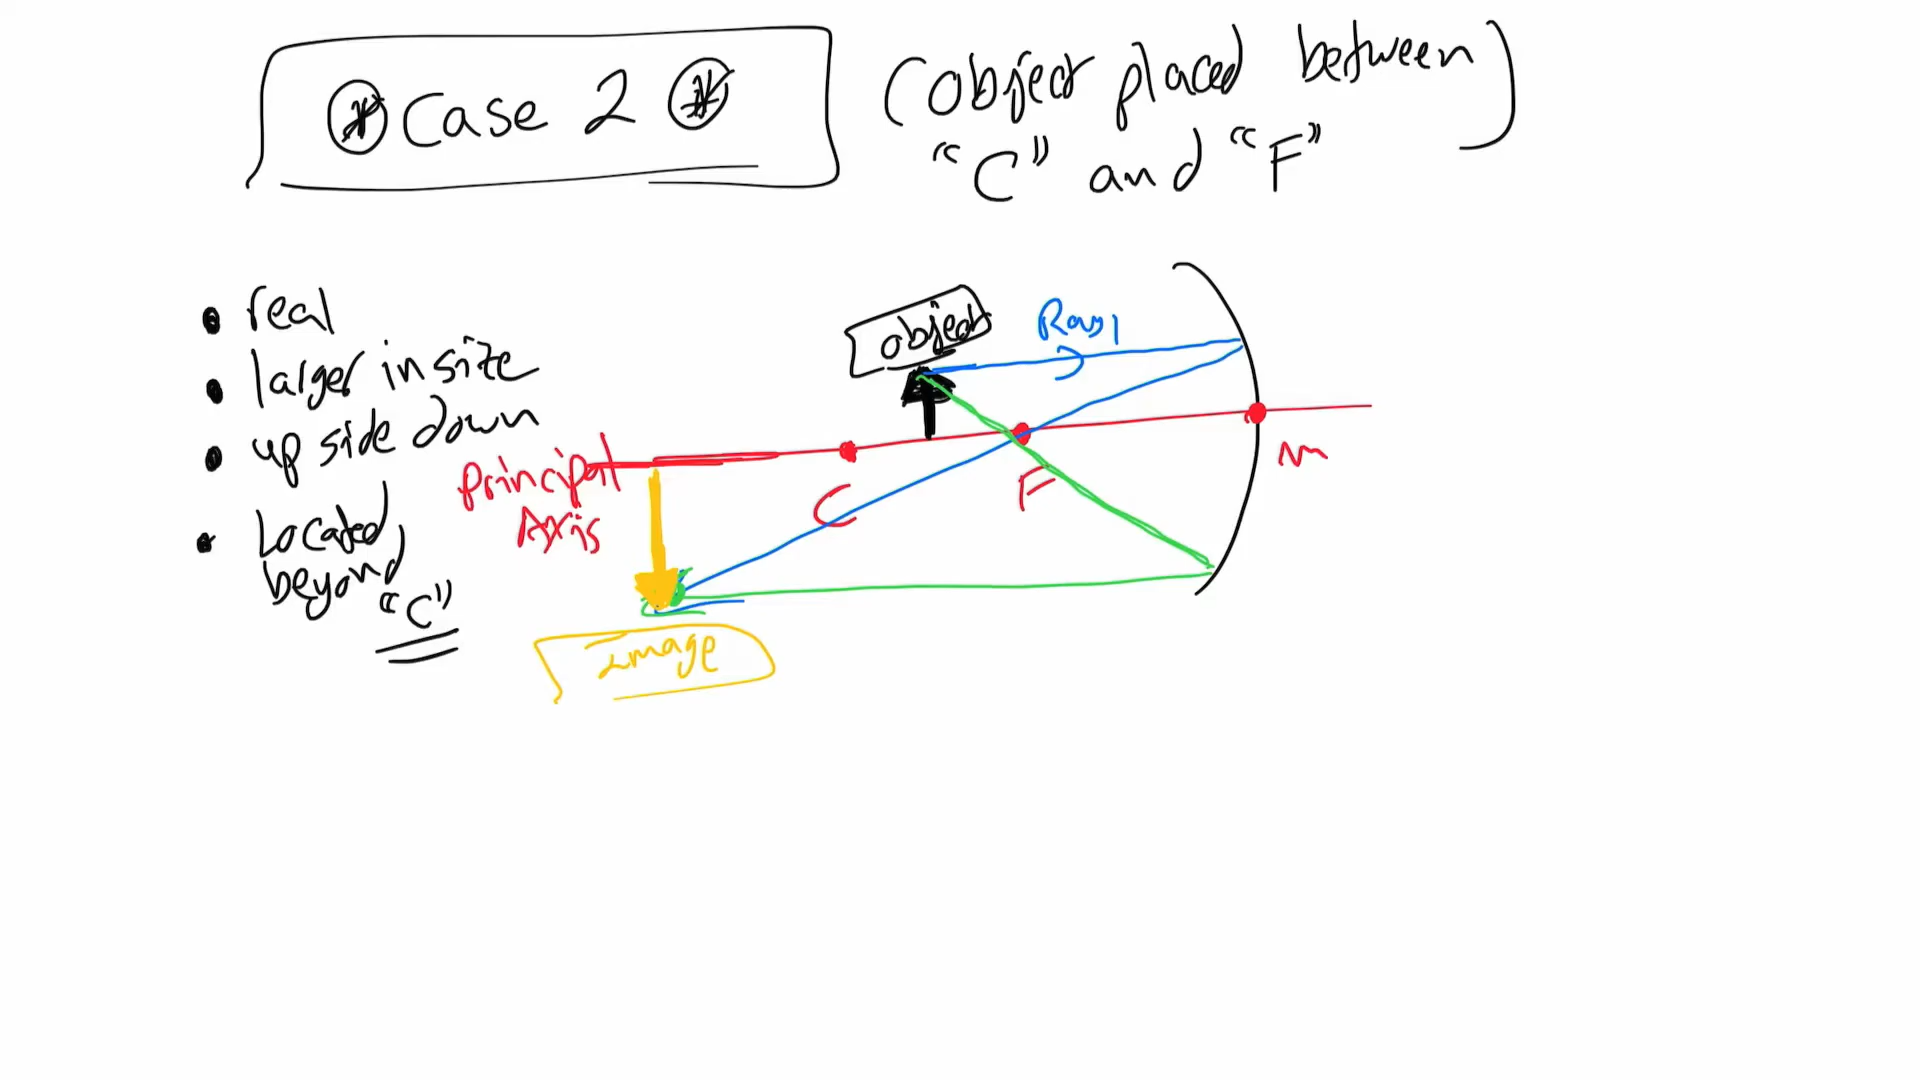 Case 2
(object placed between
"C" and "F")
• real
• larger in size
• up side down
• Located
beyond
"C"
object
Ray 1
Principal
Axis
C
F
M
Image